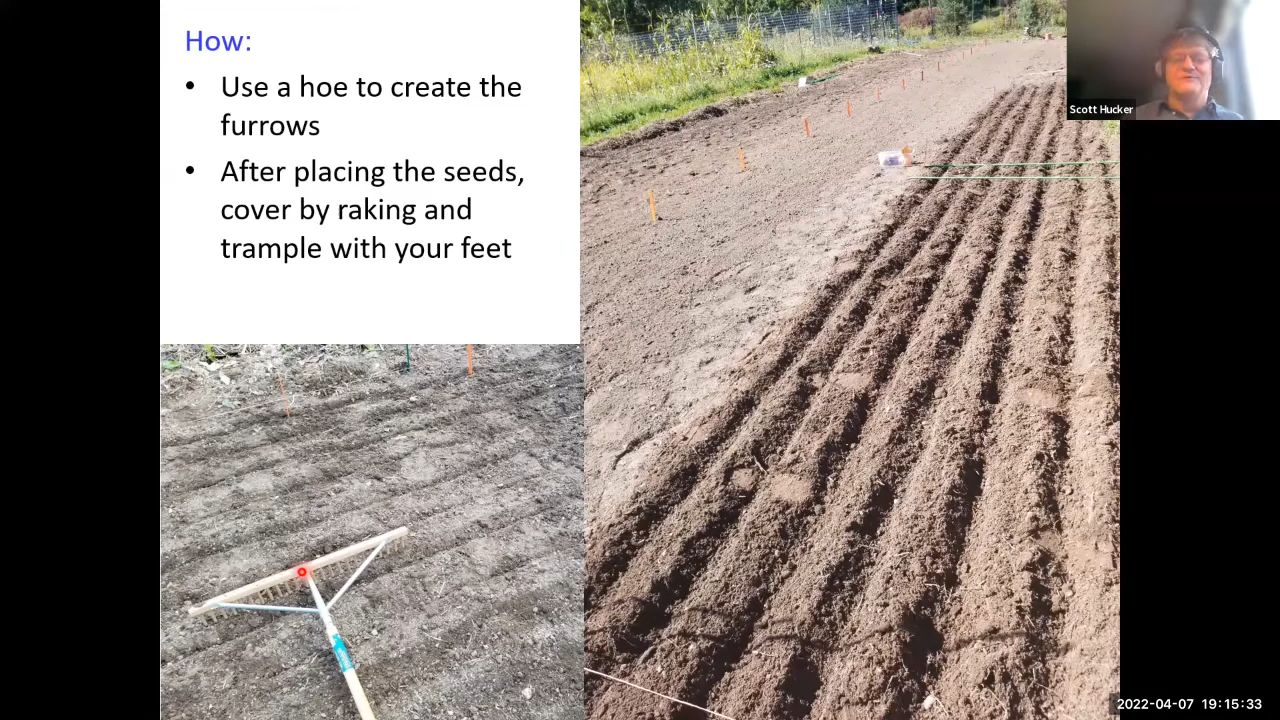 How:
• Use a hoe to create the
furrows
• After placing the seeds,
cover by raking and
trample with your feet
Scott Hucker
2022-04-07 19:15:33